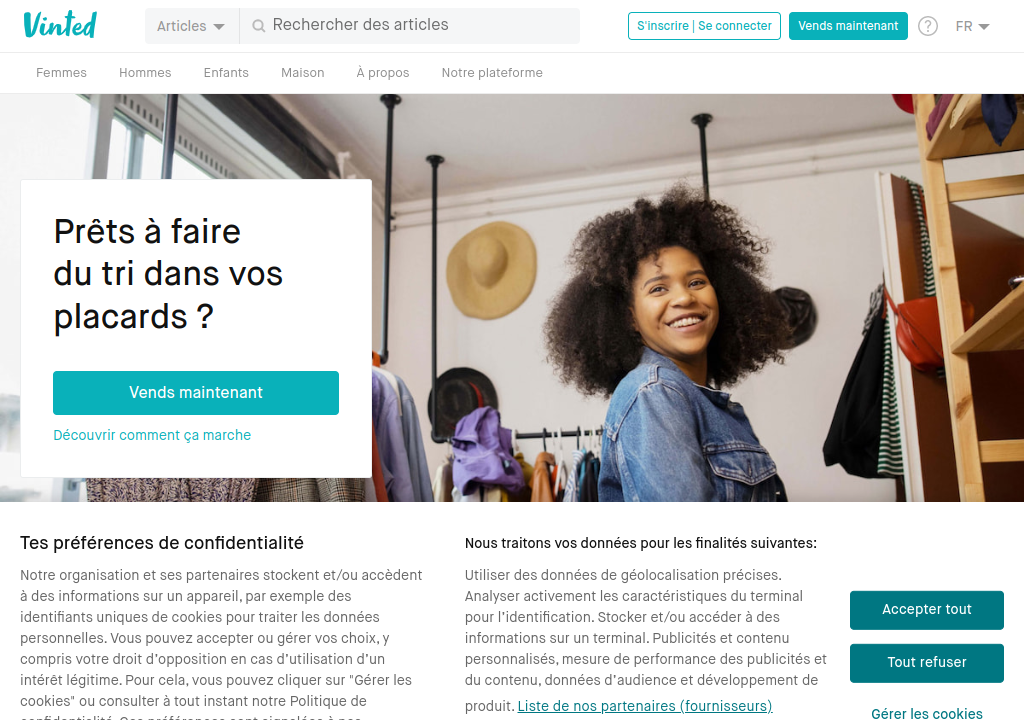 Vinted
Articles
Rechercher des articles
S'inscrire | Se connecter
Vends maintenant
?
FR
Femmes
Hommes
Enfants
Maison
À propos
Notre plateforme
Prêts à faire
du tri dans vos
placards ?
Vends maintenant
Découvrir comment ça marche
Tes préférences de confidentialité
Notre organisation et ses partenaires stockent et/ou accèdent
à des informations sur un appareil, par exemple des
identifiants uniques de cookies pour traiter les données
personnelles. Vous pouvez accepter ou gérer vos choix, y
compris votre droit d’opposition en cas d’utilisation d’un
intérêt légitime. Pour cela, vous pouvez cliquer sur "Gérer les
cookies" ou consulter à tout instant notre Politique de
Nous traitons vos données pour les finalités suivantes:
Utiliser des données de géolocalisation précises.
Analyser activement les caractéristiques du terminal
pour l’identification. Stocker et/ou accéder à des
informations sur un terminal. Publicités et contenu
personnalisés, mesure de performance des publicités et
du contenu, données d’audience et développement de
produit. Liste de nos partenaires (fournisseurs)
Accepter tout
Tout refuser
Gérer les cookies